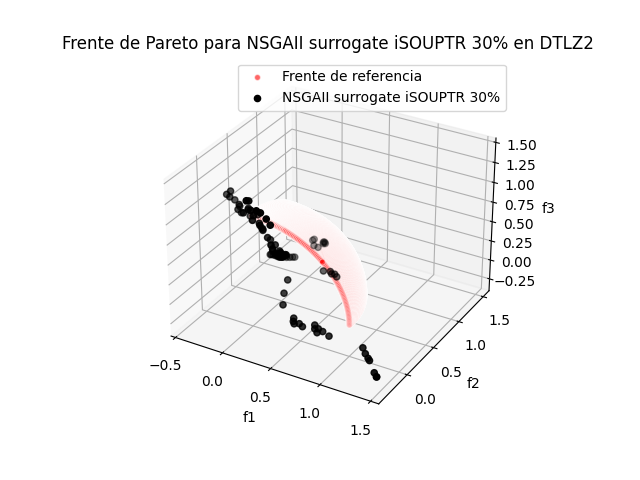 Frente de Pareto para NSGAII surrogate iSOUPTR 30% en DTLZ2
Frente de referencia
NSGAII surrogate iSOUPTR 30%
1.50
1.25
1.00
0.75
0.50
0.25
0.00
−0.25
f3
−0.5
0.0
0.5
1.0
1.5
f1
0.0
0.5
1.0
1.5
f2